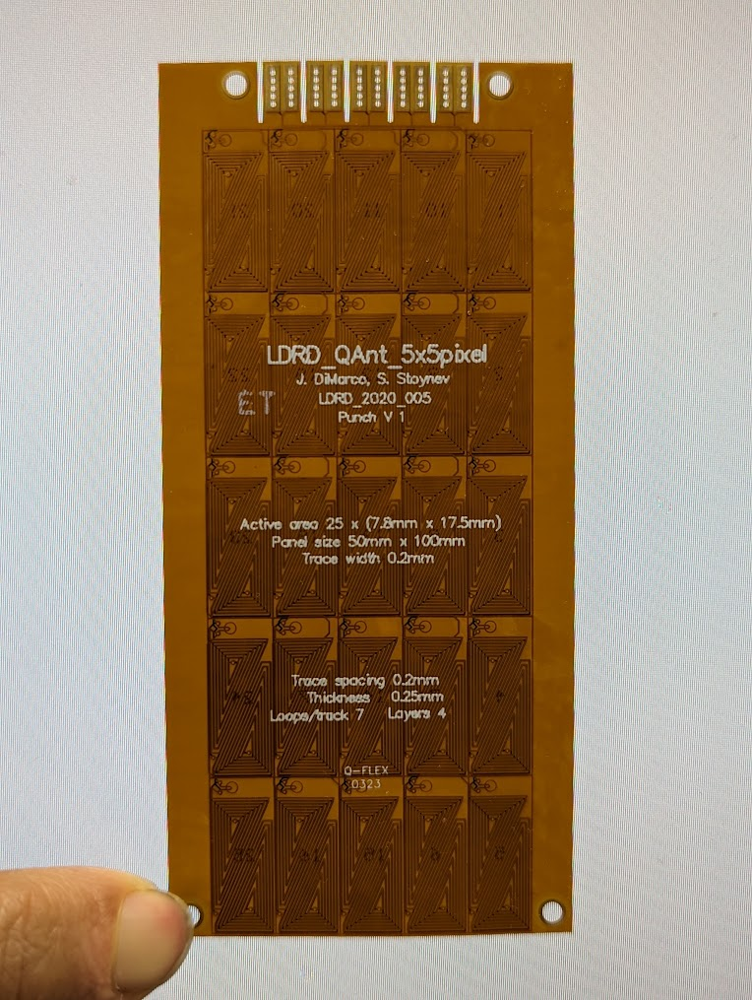 LDRD_QAnt_5x5pixel
J. DiMarco, S. Stoynev
ET
LDRD_2020_005
Punch V 1
Active area 25 x (7.8mm x 17.5mm)
Panel size 50mm x 100mm
Trace width 0.2mm
Trace spacing 0.2mm
Thickness 0.25mm
Loops/track 7 Layers 4
Q-FLEX
0323